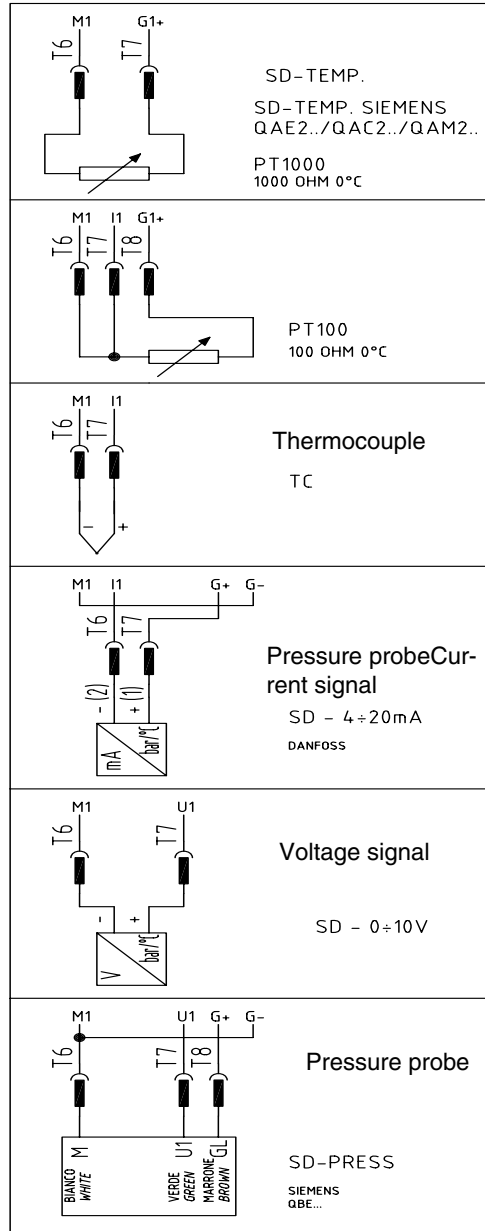 M1 G1+
T6 T7
SD-TEMP.
SD-TEMP. SIEMENS
QAE2../QAC2../QAM2..
PT1000
1000 OHM 0°C
M1 I1 G1+
T6 T7 T8
PT100
100 OHM 0°C
M1 I1
T6 T7
- +
Thermocouple
TC
M1 I1 G+ G-
T6 T7
- (2) + (1)
mA bar/°C
Pressure probeCur-
rent signal
SD - 4÷20mA
DANFOSS
M1 U1
T6 T7
- +
V bar/°C
Voltage signal
SD - 0÷10V
M1 U1 G+ G-
T6 T7 T8
Pressure probe
BIANCO
WHITE
M
VERDE
GREEN
U1
MARRONE
BROWN
GL
SD-PRESS
SIEMENS
QBE...